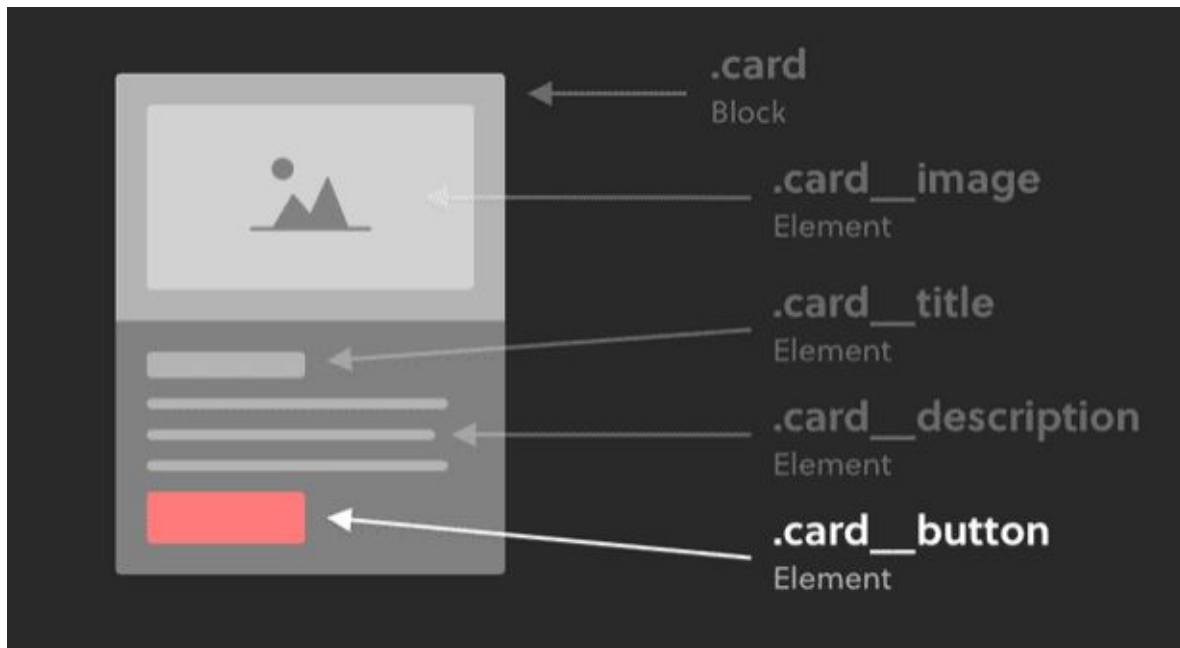 .card
Block
.card__image
Element
.card__title
Element
.card__description
Element
.card__button
Element